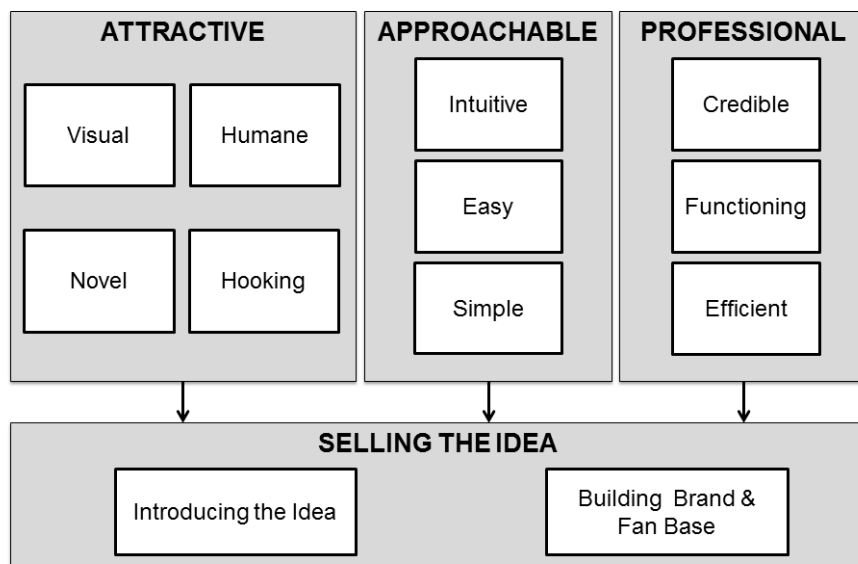 ATTRACTIVE
Visual
Humane
Novel
Hooking
APPROACHABLE
Intuitive
Easy
Simple
PROFESSIONAL
Credible
Functioning
Efficient
SELLING THE IDEA
Introducing the Idea
Building Brand &
Fan Base